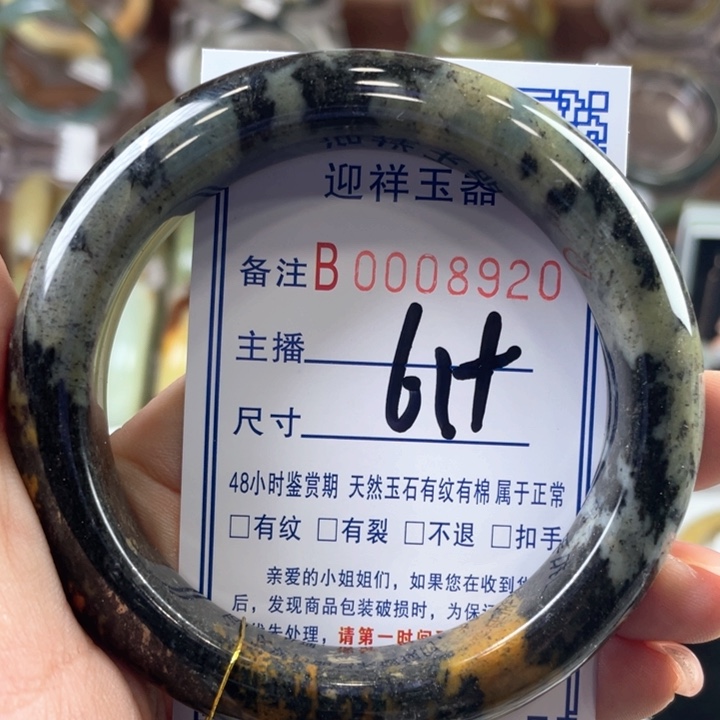 迎祥玉器
备注B0008920
主播
61+
尺寸
48小时鉴赏期 天然玉石有纹有棉 属于正常
□有纹 □有裂 □不退 □扣手
亲爱的小姐姐们，如果您在收到
后，发现商品包装破损时，为保
处理，请第一时间